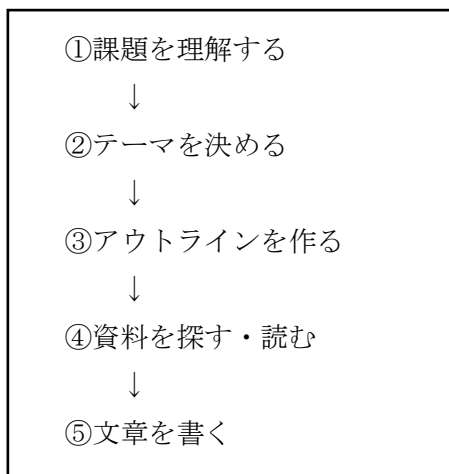 ①課題を理解する
↓
②テーマを決める
↓
③アウトラインを作る
↓
④資料を探す・読む
↓
⑤文章を書く